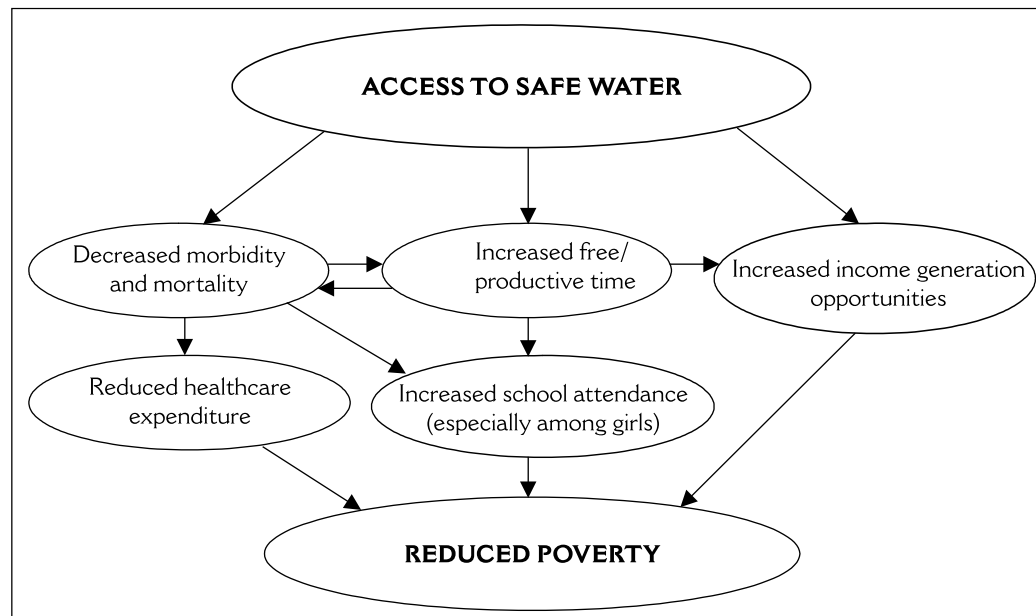 ACCESS TO SAFE WATER
Decreased morbidity
and mortality
Increased free/
productive time
Increased income generation
opportunities
Reduced healthcare
expenditure
Increased school attendance
(especially among girls)
REDUCED POVERTY